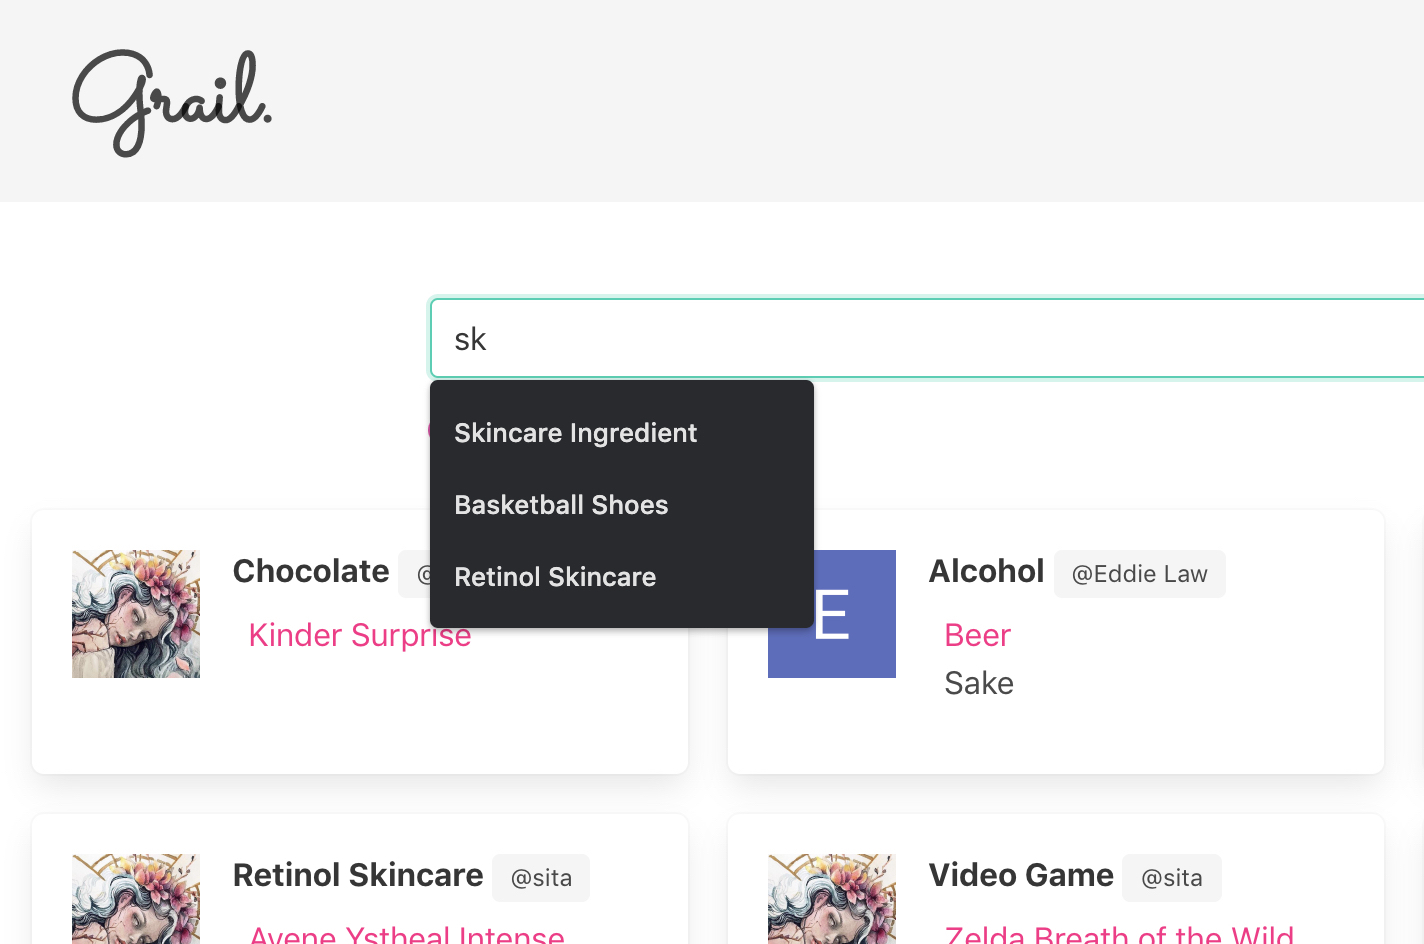 Grail.
sk
Skincare Ingredient
Basketball Shoes
Retinol Skincare
Chocolate @
Kinder Surprise
E
Alcohol @Eddie Law
Beer
Sake
Retinol Skincare @sita
Avene Ystheal Intense
Video Game @sita
Zelda Breath of the Wild